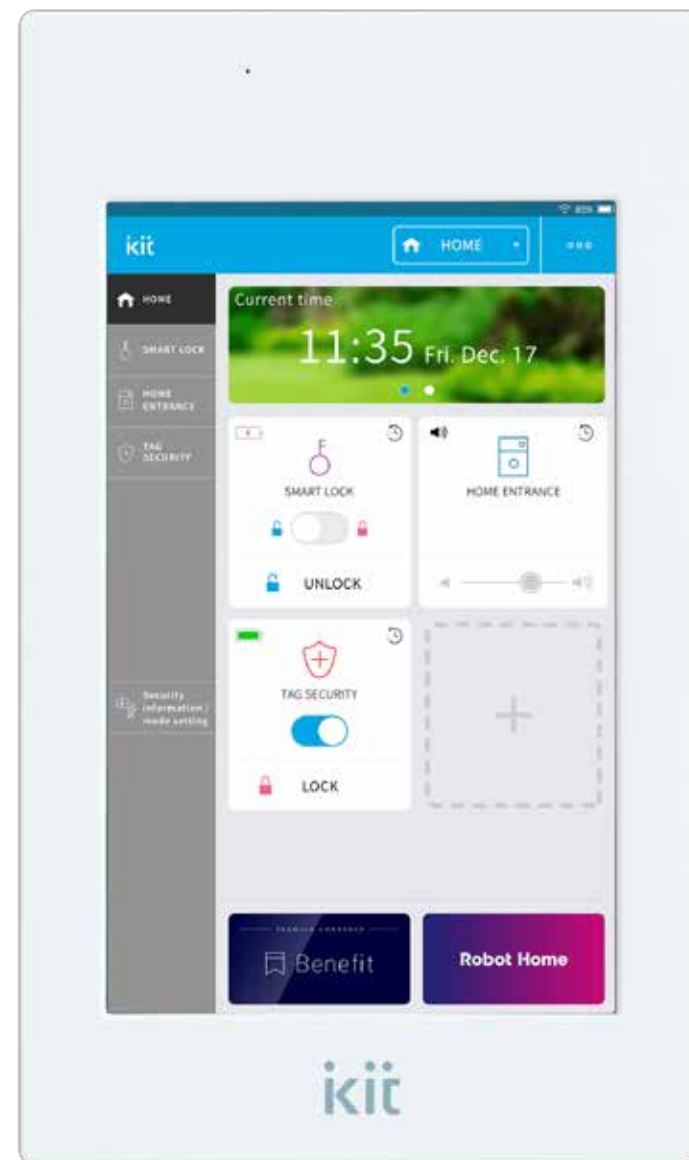 80%
kit
HOME
HOME
SMART LOCK
HOME
ENTRANCE
TAG
SECURITY
Security
information /
mode setting
Current time
11:35 Fri. Dec. 17
SMART LOCK
UNLOCK
HOME ENTRANCE
TAG SECURITY
LOCK
Benefit
Robot Home
kit